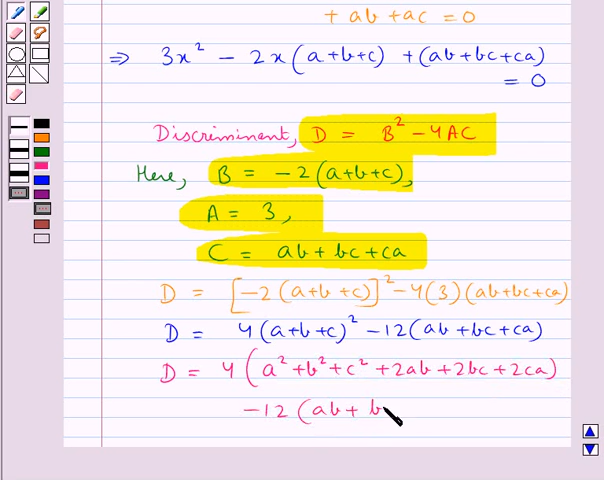 + ab + ac = 0
⇒ 3x² - 2x(a+b+c) + (ab+bc+ca)
= 0
Discriminant, D = B² - 4AC
Here, B = -2(a+b+c),
A = 3,
C = ab + bc + ca
D = [-2(a+b+c)]² - 4(3)(ab+bc+ca)
D = 4(a+b+c)² - 12(ab+bc+ca)
D = 4(a²+b²+c²+2ab+2bc+2ca)
-12(ab+b